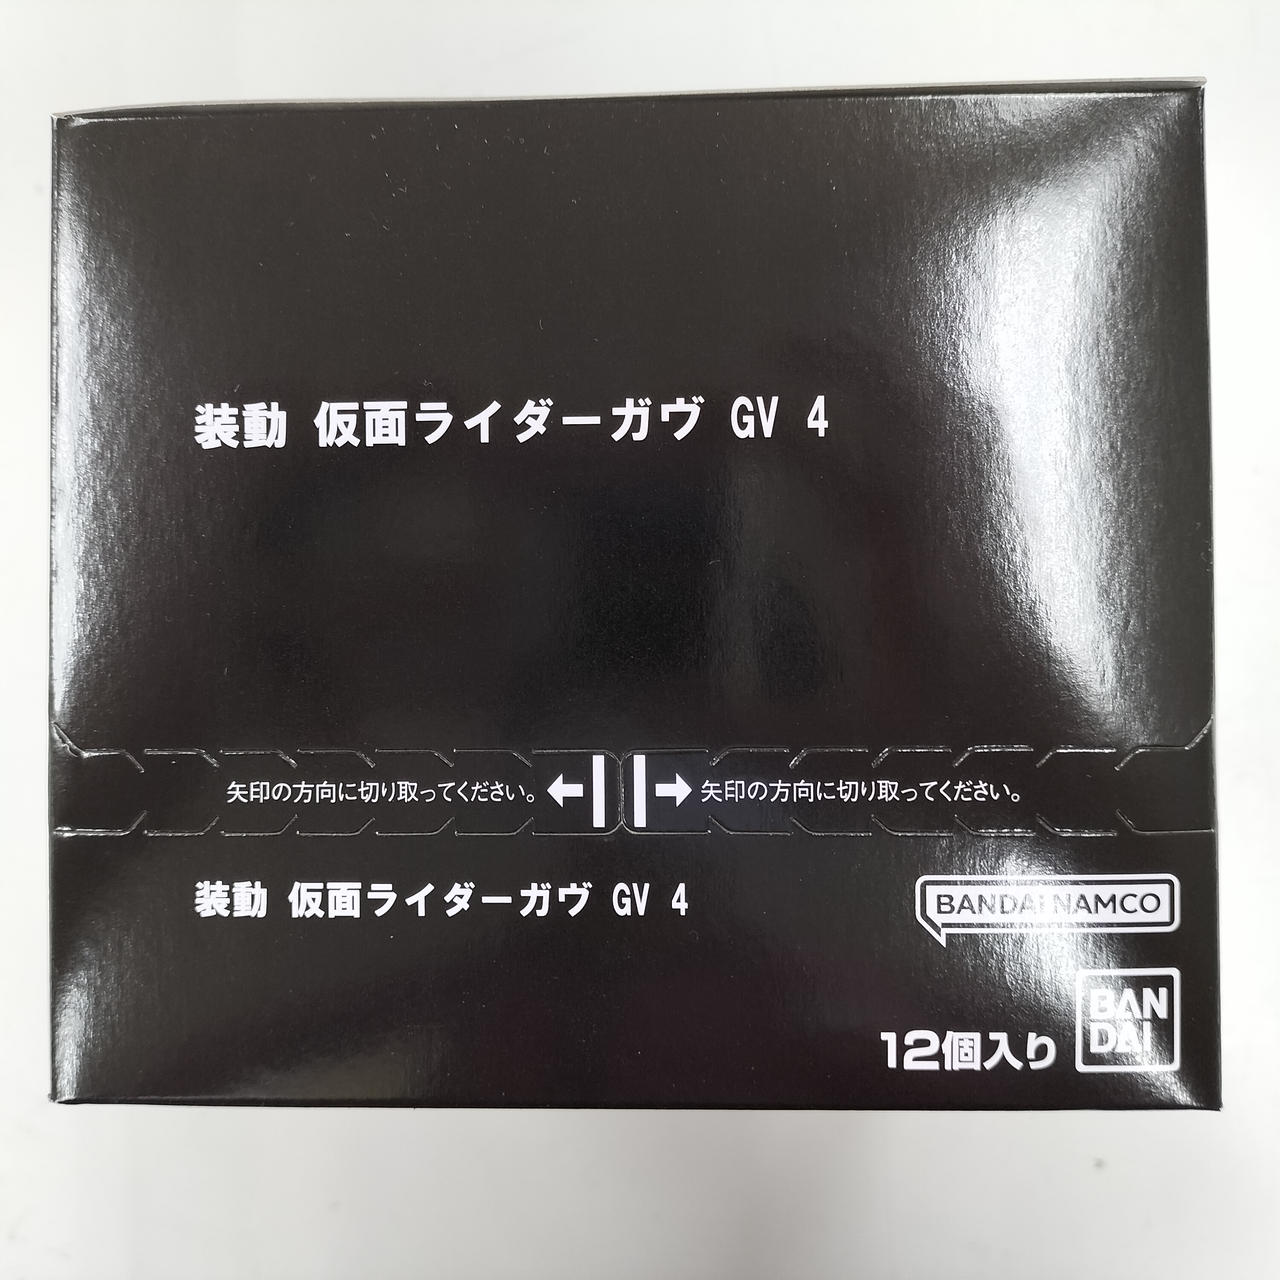 装動 仮面ライダーガヴ GV 4
矢印の方向に切り取ってください。
矢印の方向に切り取ってください。
装動 仮面ライダーガヴ GV 4
BANDAI NAMCO
BAN
DAI
12個入り